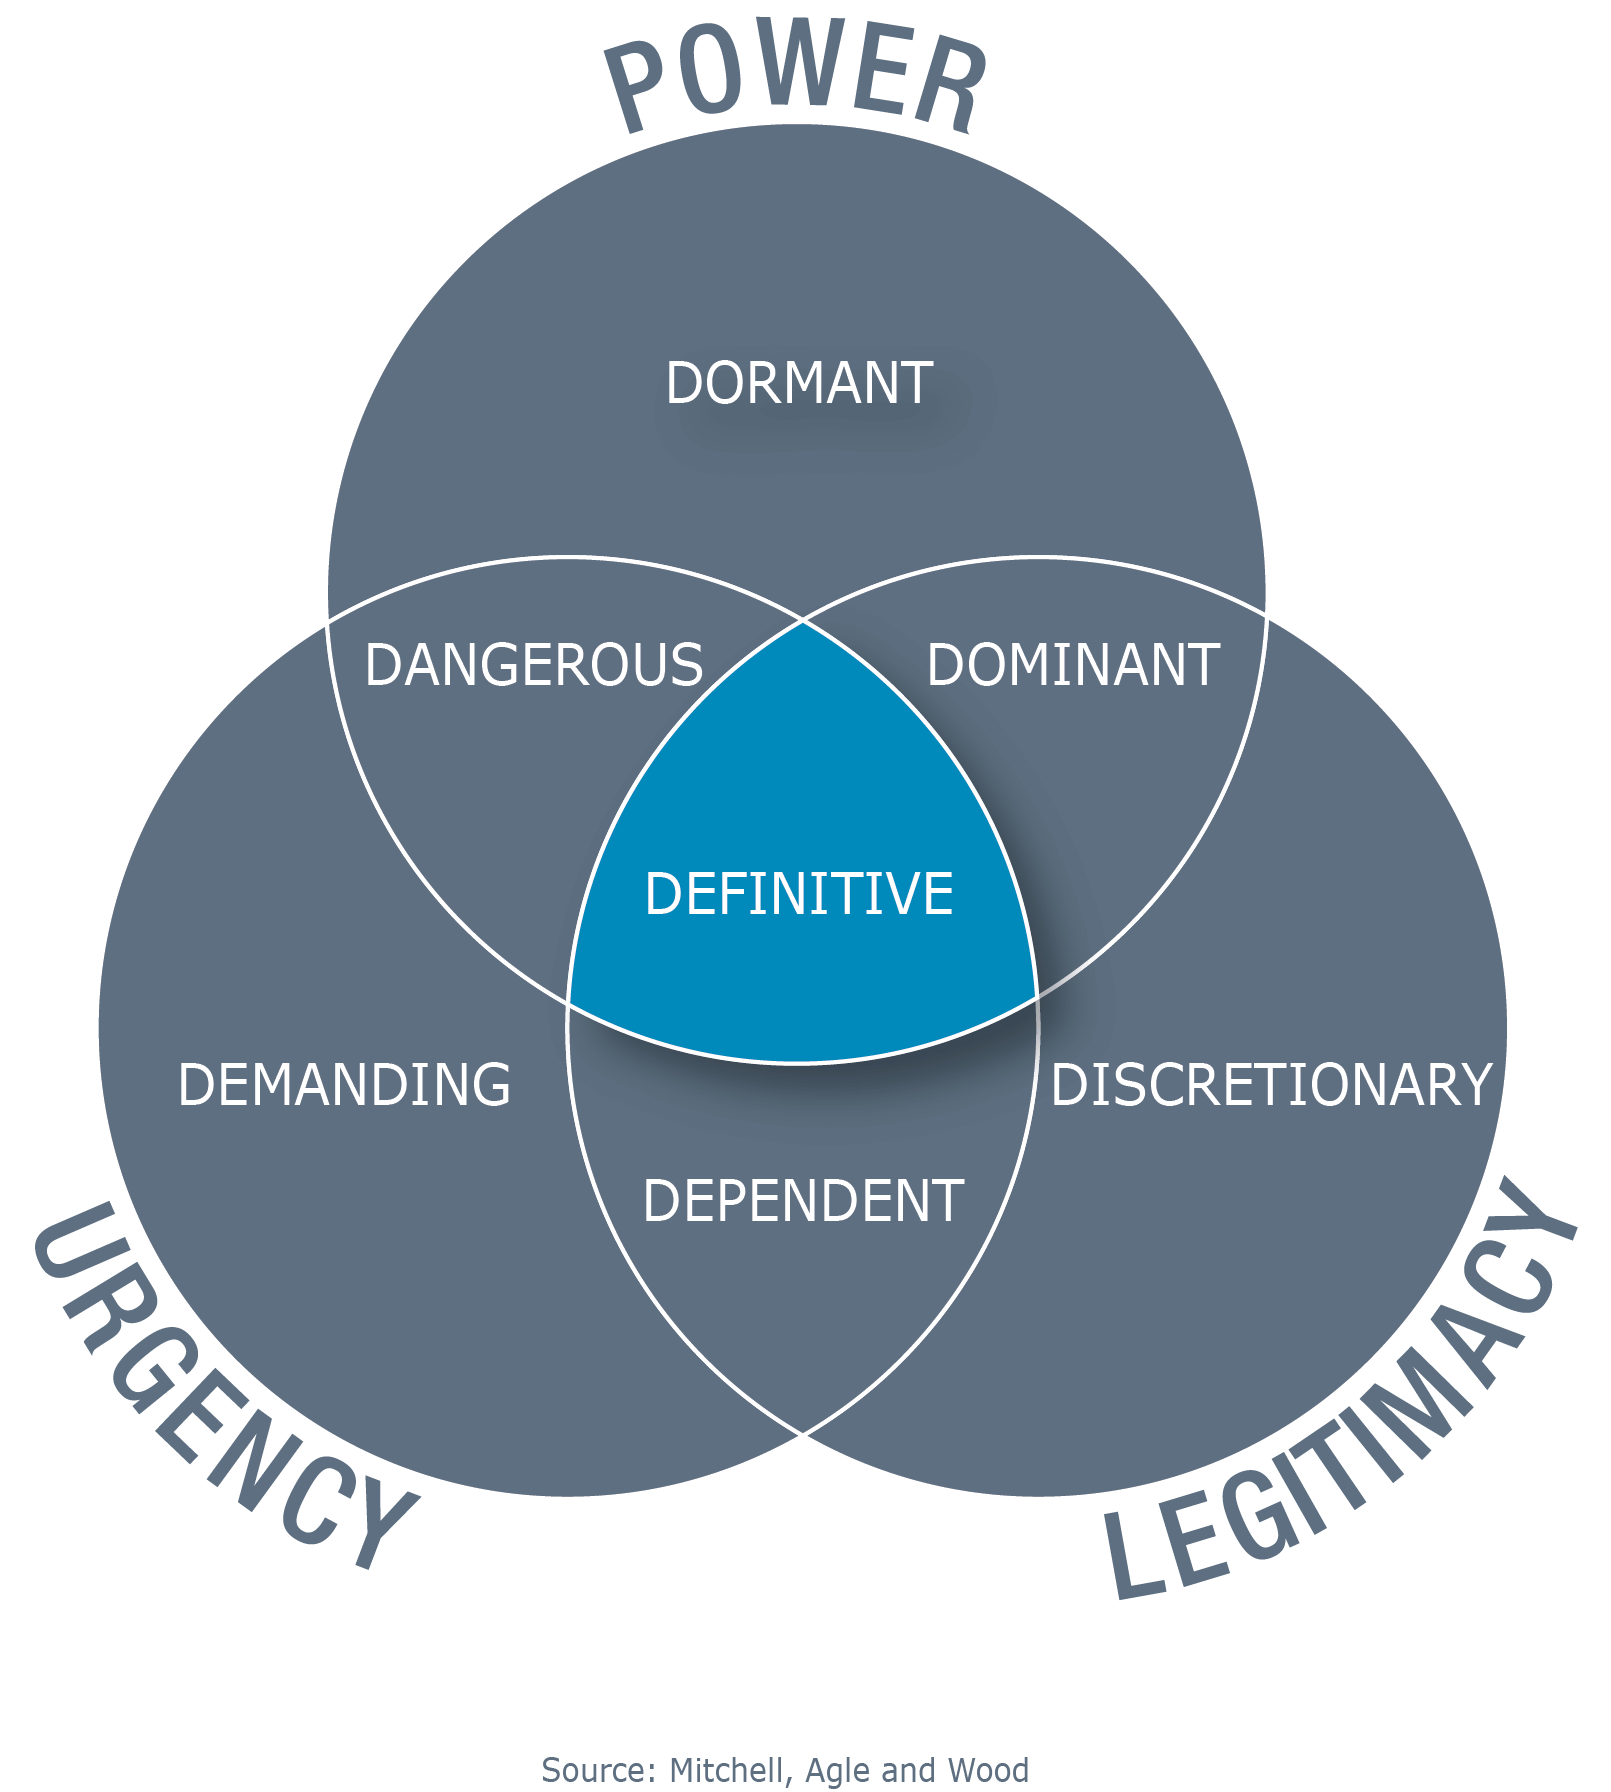 POWER
DORMANT
DANGEROUS
DOMINANT
DEFINITIVE
DEMANDING
DISCRETIONARY
DEPENDENT
URGENCY
LEGITIMACY
Source: Mitchell, Agle and Wood